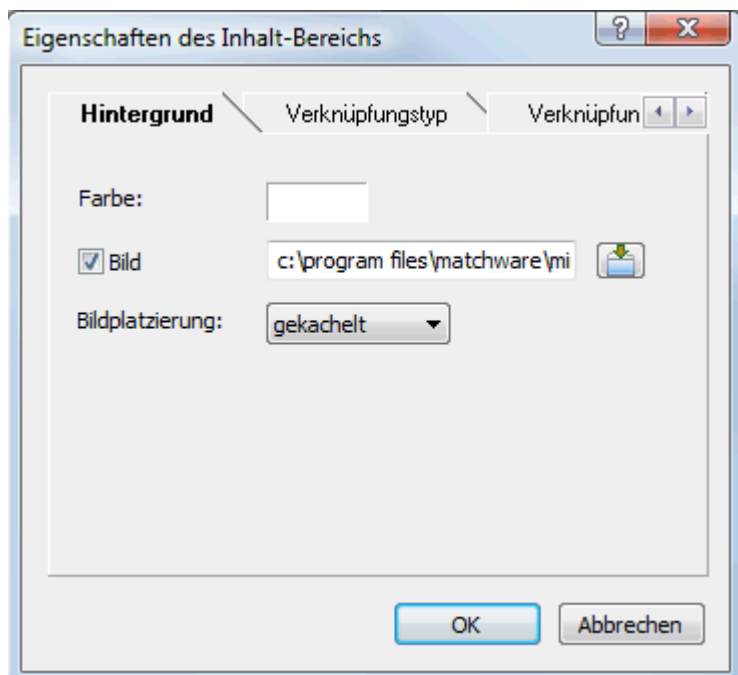 Eigenschaften des Inhalt-Bereichs
Hintergrund Verknüpfungstyp Verknüpfun
Farbe:
Bild c:\program files\matchware\mi
Bildplatzierung: gekachelt
OK Abbrechen